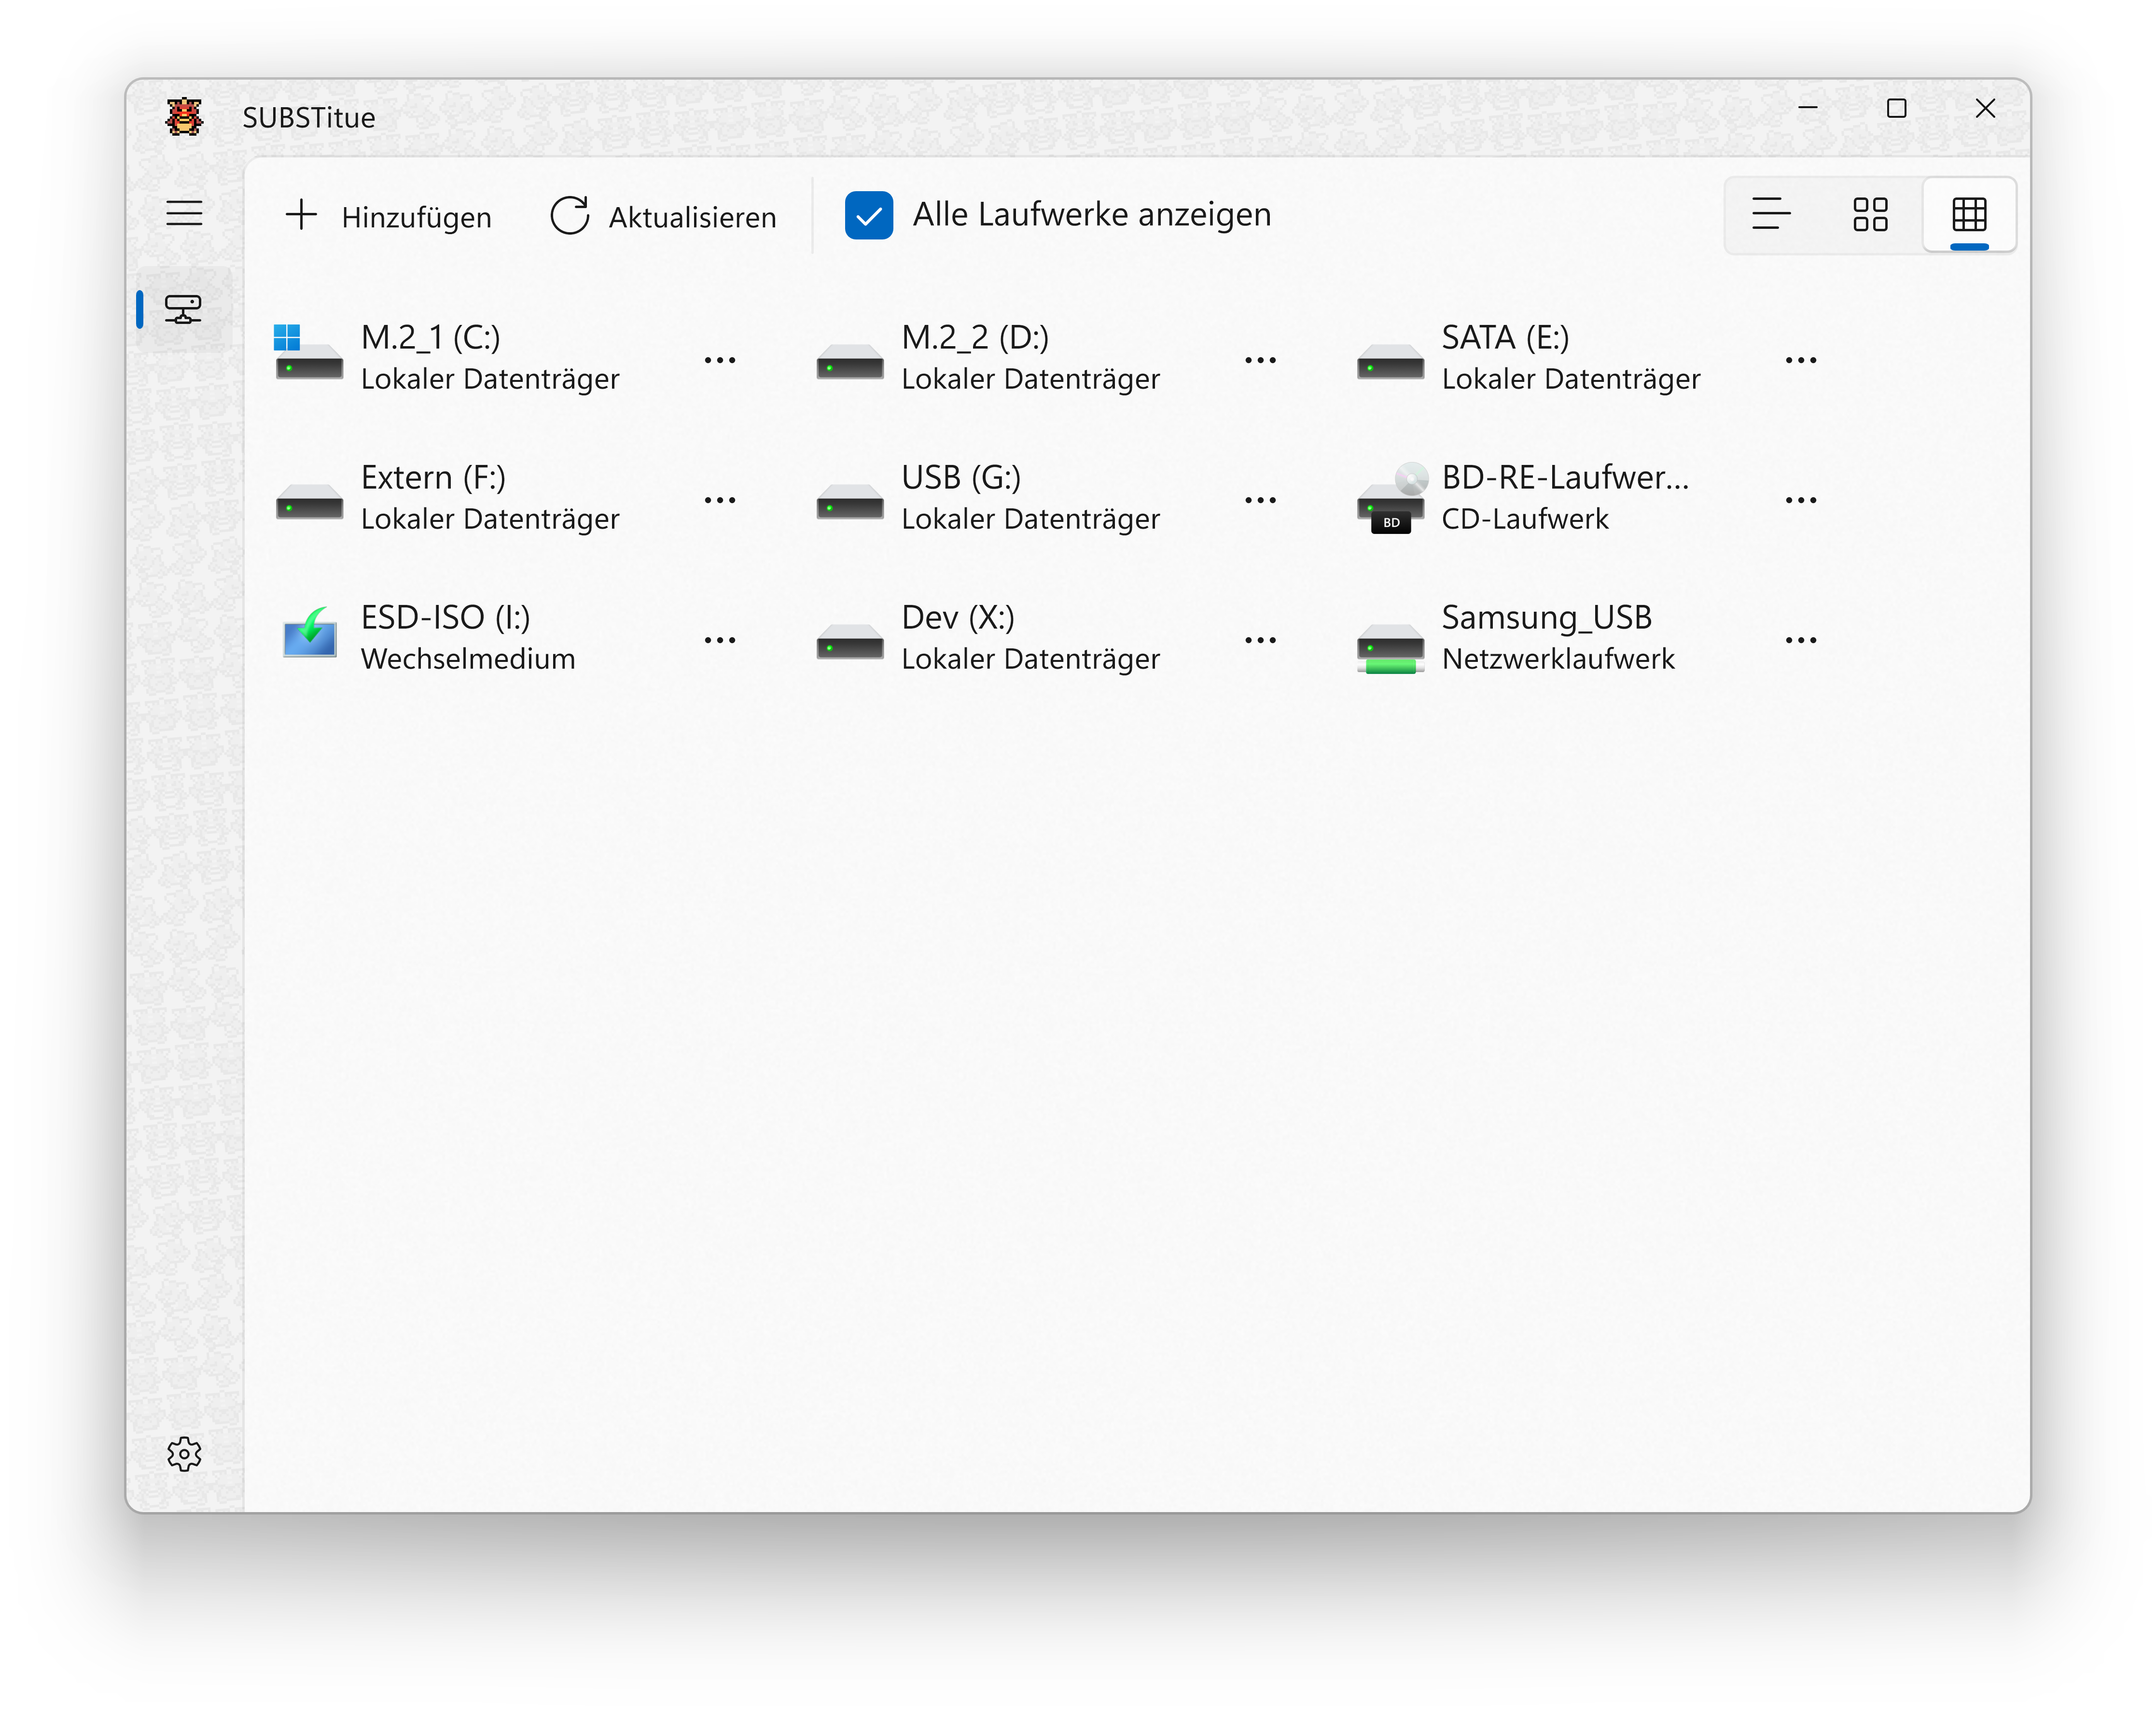 SUBSTitue
Hinzufügen
Aktualisieren
Alle Laufwerke anzeigen
M.2_1 (C:)
Lokaler Datenträger
M.2_2 (D:)
Lokaler Datenträger
SATA (E:)
Lokaler Datenträger
Extern (F:)
Lokaler Datenträger
USB (G:)
Lokaler Datenträger
BD
BD-RE-Laufwer...
CD-Laufwerk
ESD-ISO (I:)
Wechselmedium
Dev (X:)
Lokaler Datenträger
Samsung_USB
Netzwerklaufwerk